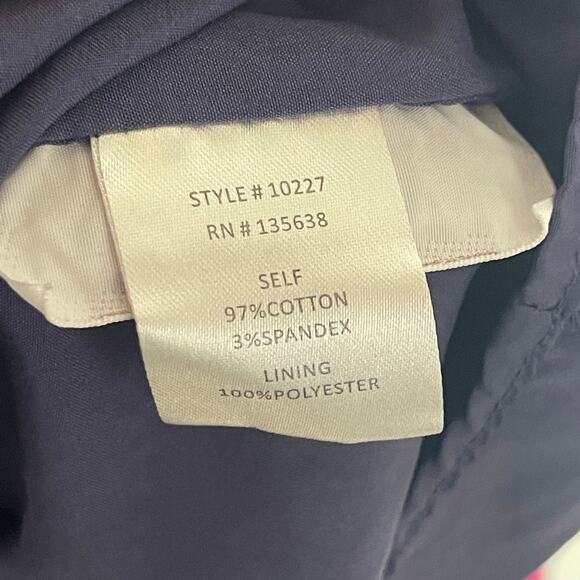 STYLE # 10227
RN # 135638
SELF
97%COTTON
3%SPANDEX
LINING
100%POLYESTER